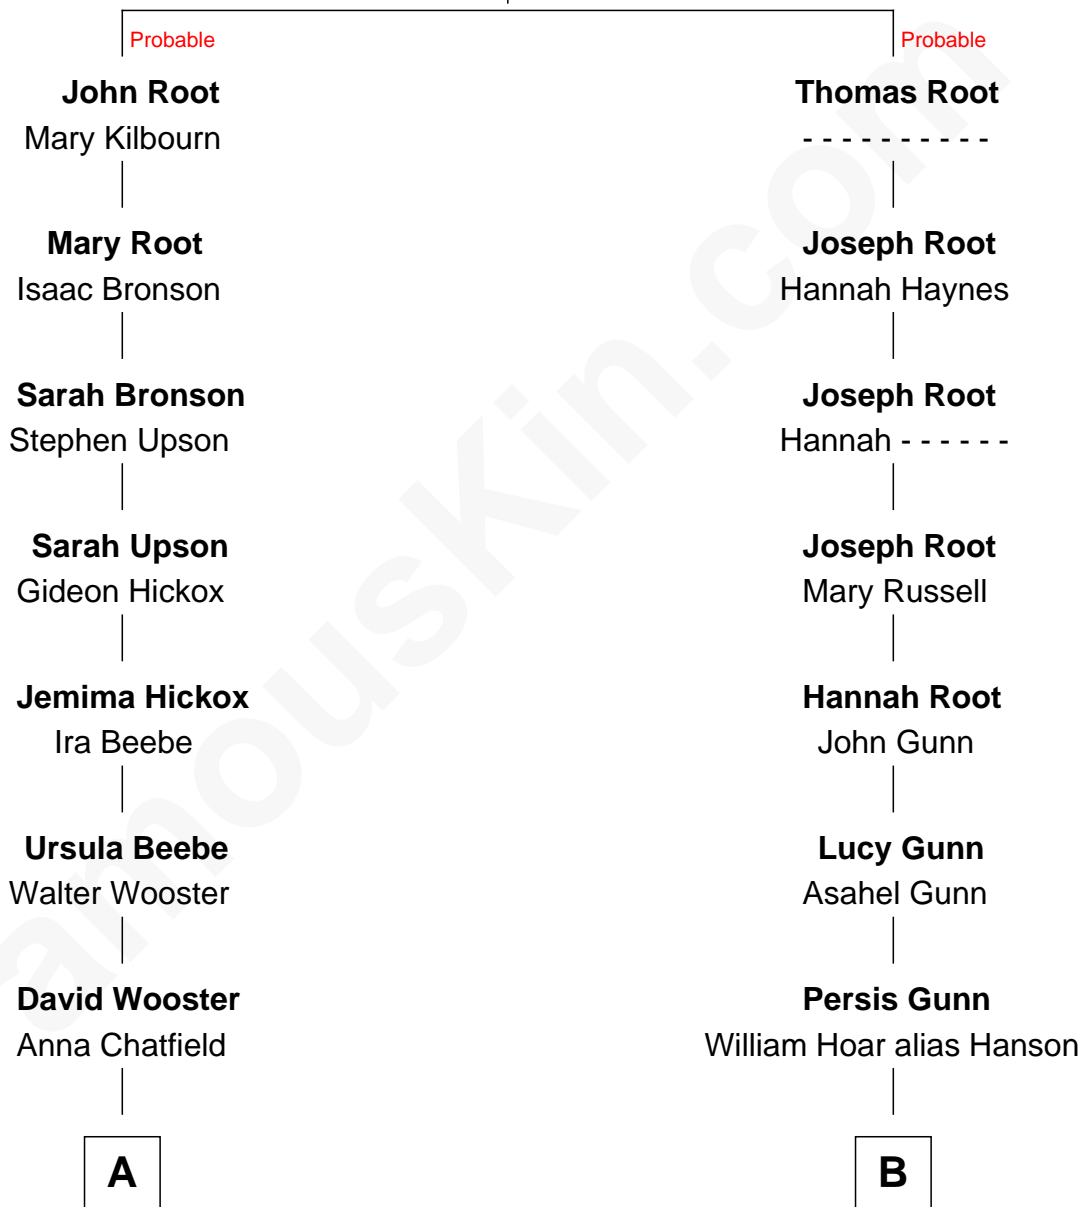 Probable
John Root
Mary Kilbourn
Mary Root
Isaac Bronson
Sarah Bronson
Stephen Upson
Sarah Upson
Gideon Hickox
Jemima Hickox
Ira Beebe
Ursula Beebe
Walter Wooster
David Wooster
Anna Chatfield
A
Probable
Thomas Root
- - - - - - - - - -
Joseph Root
Hannah Haynes
Joseph Root
Hannah - - - - - -
Joseph Root
Mary Russell
Hannah Root
John Gunn
Lucy Gunn
Asahel Gunn
Persis Gunn
William Hoar alias Hanson
B
amouskin.com